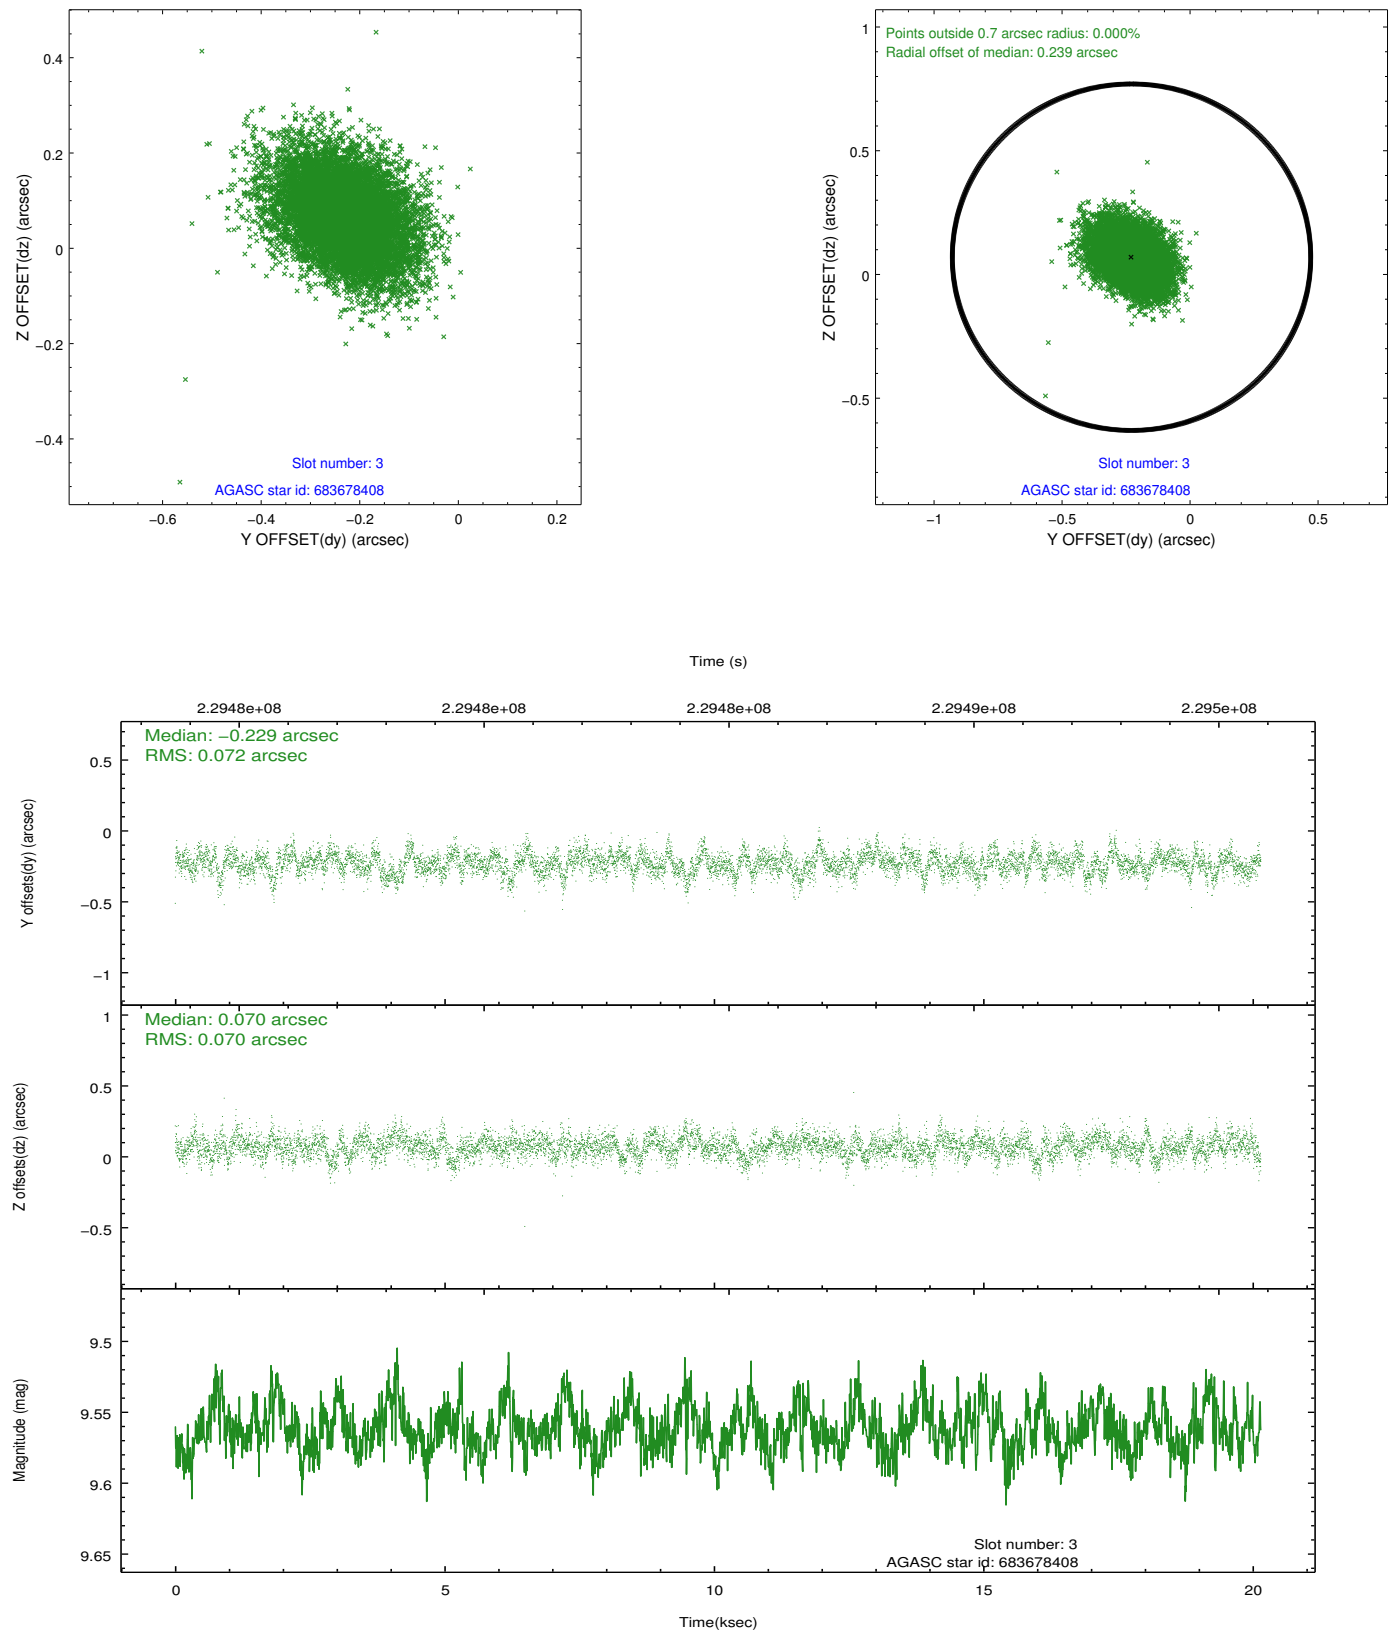 0.4
0.2
0
−0.2
−0.4
Z OFFSET(dz) (arcsec)
Slot number: 3
AGASC star id: 683678408
−0.6 −0.4 −0.2 0 0.2
Y OFFSET(dy) (arcsec)
Points outside 0.7 arcsec radius: 0.000%
Radial offset of median: 0.239 arcsec
1
0.5
0
−0.5
Z OFFSET(dz) (arcsec)
Slot number: 3
AGASC star id: 683678408
−1 −0.5 0 0.5
Y OFFSET(dy) (arcsec)
Time (s)
2.2948e+08 2.2948e+08 2.2948e+08 2.2949e+08 2.295e+08
Median: −0.229 arcsec
RMS: 0.072 arcsec
0.5
0
−0.5
−1
Y offsets(dy) (arcsec)
Median: 0.070 arcsec
RMS: 0.070 arcsec
1
0.5
0
−0.5
Z offsets(dz) (arcsec)
9.5
9.55
9.6
9.65
Magnitude (mag)
Slot number: 3
AGASC star id: 683678408
0 5 10 15 20
Time(ksec)